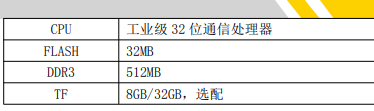 CPU 工业级 32 位通信处理器
FLASH 32MB
DDR3 512MB
TF 8GB/32GB，选配